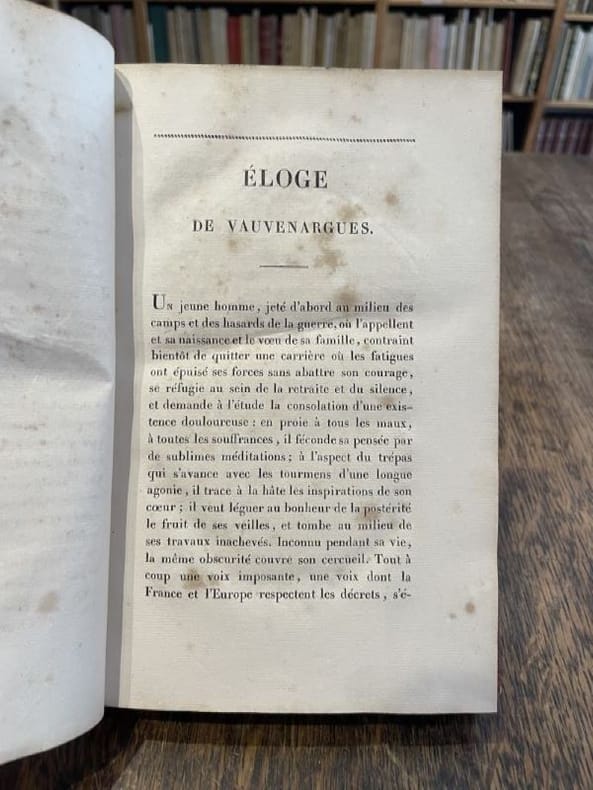 ÉLOGE
DE VAUVENARGUES.
Un jeune homme, jeté d'abord au milieu des
camps et des hasards de la guerre, où l'appellent
et sa naissance et le vœu de sa famille, contraint
bientôt de quitter une carrière où les fatigues
ont épuisé ses forces sans abattre son courage,
se réfugie au sein de la retraite et du silence,
et demande à l'étude la consolation d'une exis-
tence douloureuse : en proie à tous les maux,
à toutes les souffrances, il féconde sa pensée par
de sublimes méditations ; à l'aspect du trépas
qui s'avance avec les tourmens d'une longue
agonie, il trace à la hâte les inspirations de son
cœur ; il veut léguer au bonheur de la postérité
le fruit de ses veilles, et tombe au milieu de
ses travaux inachevés. Inconnu pendant sa vie,
la même obscurité couvre son cercueil. Tout à
coup une voix imposante, une voix dont la
France et l'Europe respectent les décrets, s'é-